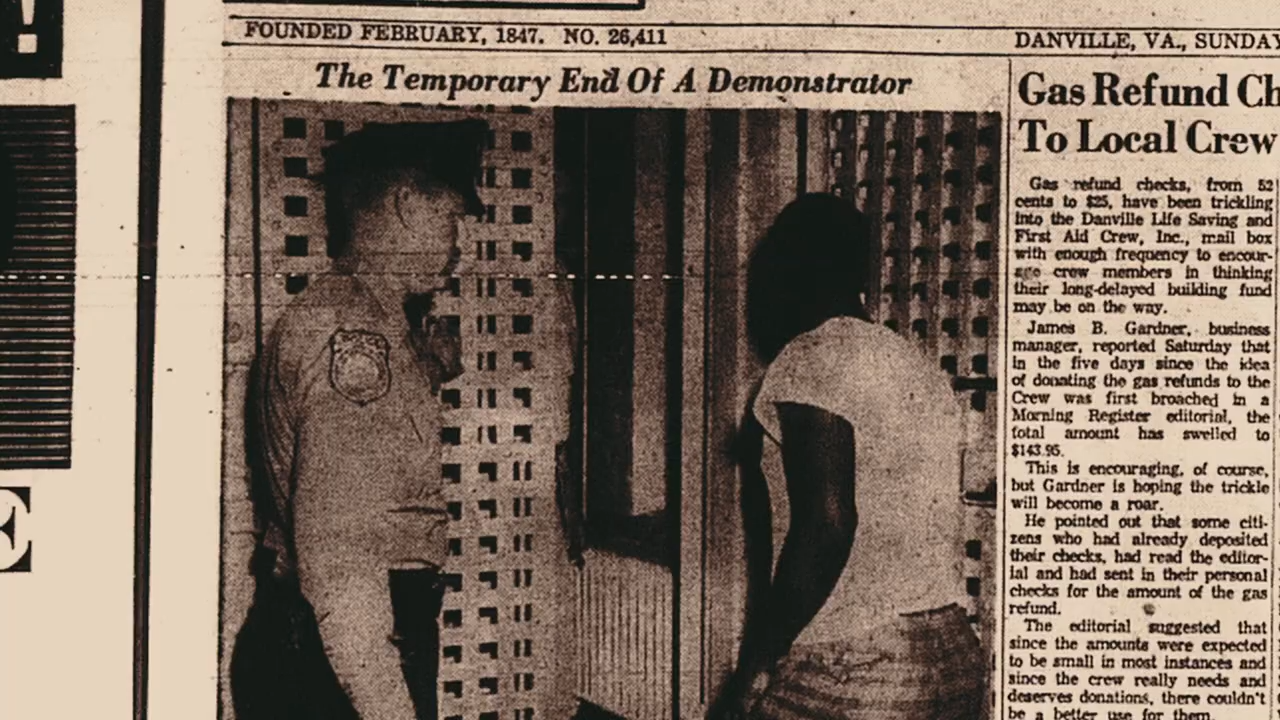 !
E
FOUNDED FEBRUARY, 1847. NO. 26,411
DANVILLE, VA., SUNDAY
The Temporary End Of A Demonstrator
Gas Refund Ch
To Local Crew
Gas refund checks, from 52
cents to $25, have been trickling
into the Danville Life Saving and
First Aid Crew, Inc., mail box
with enough frequency to encour-
age crew members in thinking
their long-delayed building fund
may be on the way.
James B. Gardner, business
manager, reported Saturday that
in the five days since the idea
of donating the gas refunds to the
Crew was first broached in a
Morning Register editorial, the
total amount has swelled to
$143.95.
This is encouraging, of course,
but Gardner is hoping the trickle
will become a roar.
He pointed out that some citi-
zens who had already deposited
their checks, had read the editor-
ial and had sent in their personal
checks for the amount of the gas
refund.
The editorial suggested that
since the amounts were expected
to be small in most instances and
since the crew really needs and
deserves donations, there couldn't
be a better use for them